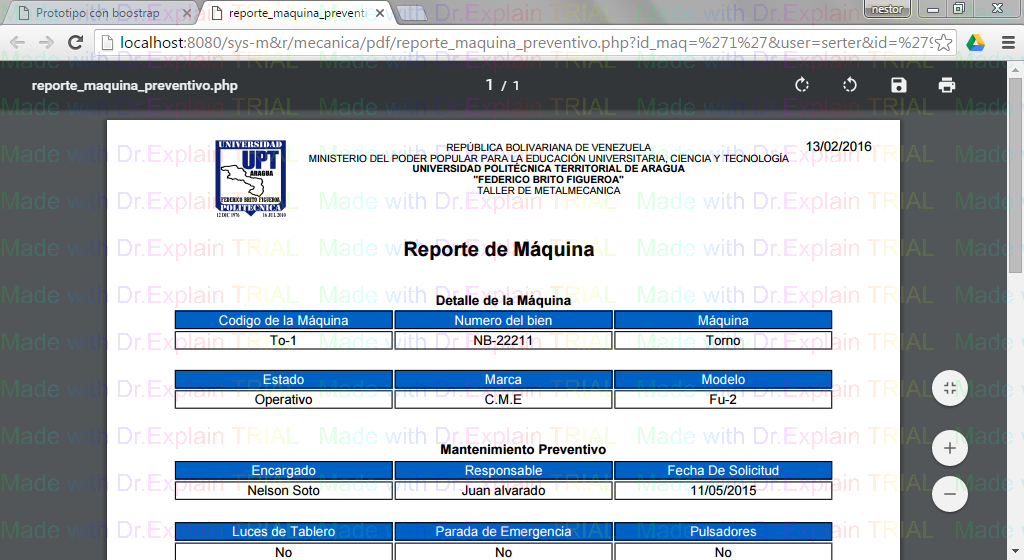 Prototipo con boostrap
reporte_maquina_preventi
nestor
localhost:8080/sys-m&r/mecanica/pdf/reporte_maquina_preventivo.php?id_maq=%271%27&user=serter&id=%279
reporte_maquina_preventivo.php
1 / 1
UNIVERSIDAD
UPT
ARAGUA
FEDERICO BRITO FIGUEROA
POLITECNICA
12 DIC 1976 16 JUL 2010
REPÚBLICA BOLIVARIANA DE VENEZUELA
13/02/2016
MINISTERIO DEL PODER POPULAR PARA LA EDUCACIÓN UNIVERSITARIA, CIENCIA Y TECNOLOGÍA
UNIVERSIDAD POLITÉCNICA TERRITORIAL DE ARAGUA
"FEDERICO BRITO FIGUEROA"
TALLER DE METALMECANICA
Reporte de Máquina
Detalle de la Máquina
Codigo de la Máquina Numero del bien Máquina
To-1 NB-22211 Torno
Estado Marca Modelo
Operativo C.M.E Fu-2
Mantenimiento Preventivo
Encargado Responsable Fecha De Solicitud
Nelson Soto Juan alvarado 11/05/2015
Luces de Tablero Parada de Emergencia Pulsadores
No No No
Made with Dr.Explain TRIAL